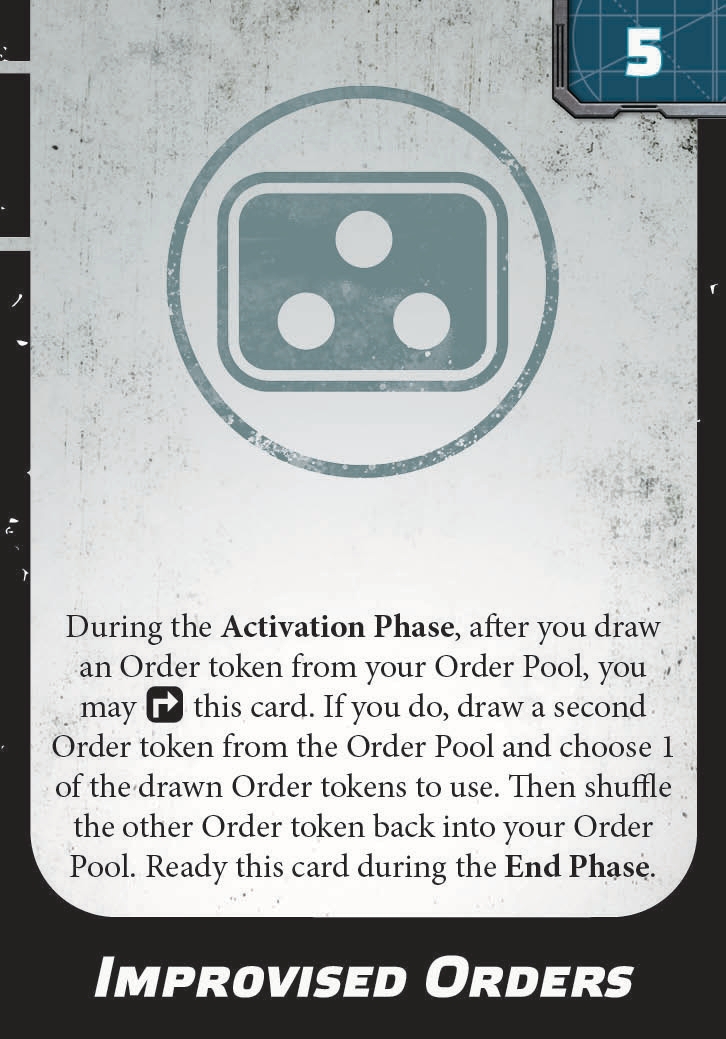 5
During the Activation Phase, after you draw
an Order token from your Order Pool, you
may this card. If you do, draw a second
Order token from the Order Pool and choose 1
of the drawn Order tokens to use. Then shuffle
the other Order token back into your Order
Pool. Ready this card during the End Phase.
Improvised Orders